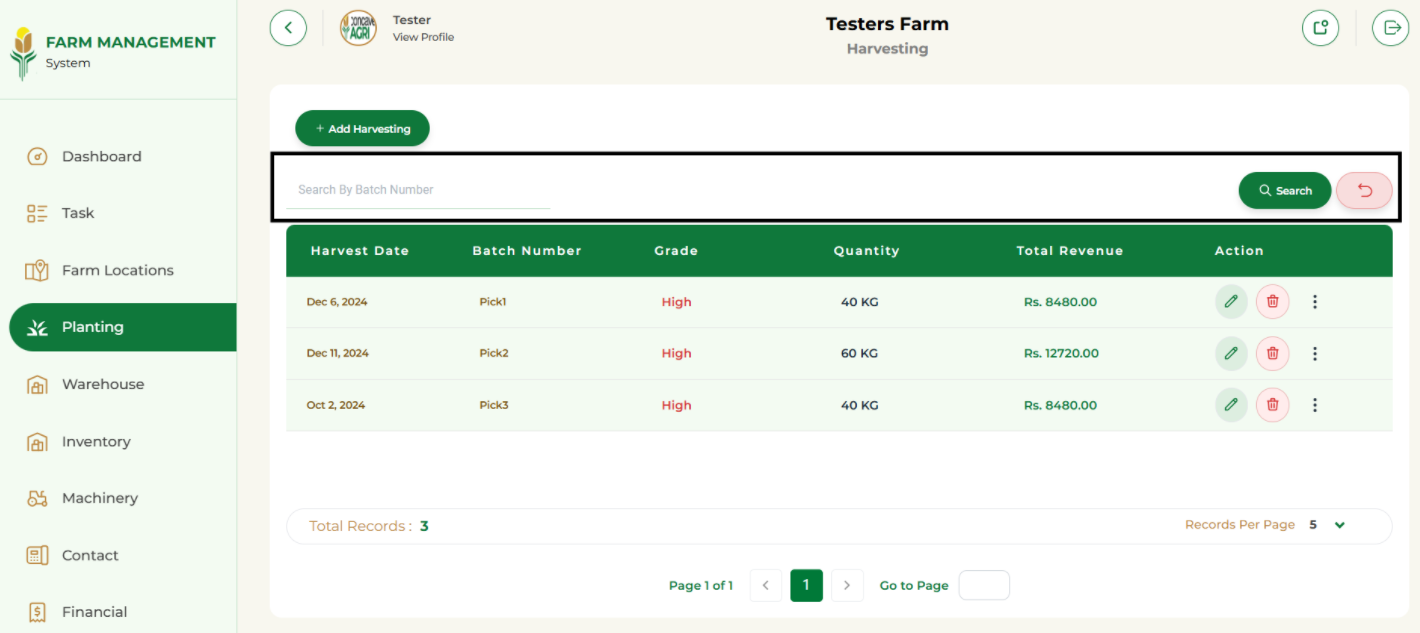 FARM MANAGEMENT
System
Dashboard
Task
Farm Locations
Planting
Warehouse
Inventory
Machinery
Contact
Financial
concave
AGRI
Tester
View Profile
Testers Farm
Harvesting
+ Add Harvesting
Search By Batch Number
Search
Harvest Date Batch Number Grade Quantity Total Revenue Action
Dec 6, 2024 Pick1 High 40 KG Rs. 8480.00
Dec 11, 2024 Pick2 High 60 KG Rs. 12720.00
Oct 2, 2024 Pick3 High 40 KG Rs. 8480.00
Total Records : 3
Records Per Page 5
Page 1 of 1 < 1 > Go to Page